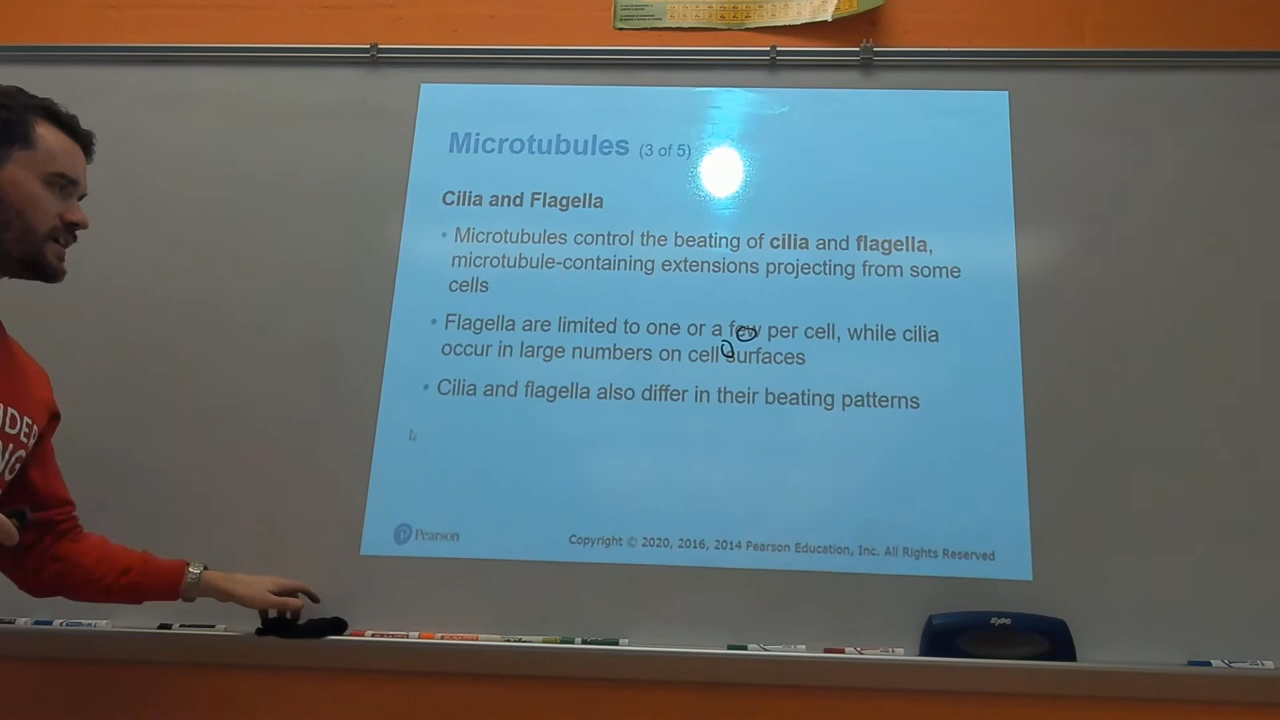 Microtubules (3 of 5)
Cilia and Flagella
• Microtubules control the beating of cilia and flagella,
microtubule-containing extensions projecting from some
cells
• Flagella are limited to one or a few per cell, while cilia
occur in large numbers on cell surfaces
• Cilia and flagella also differ in their beating patterns
Pearson
Copyright © 2020, 2016, 2014 Pearson Education, Inc. All Rights Reserved
EXPO